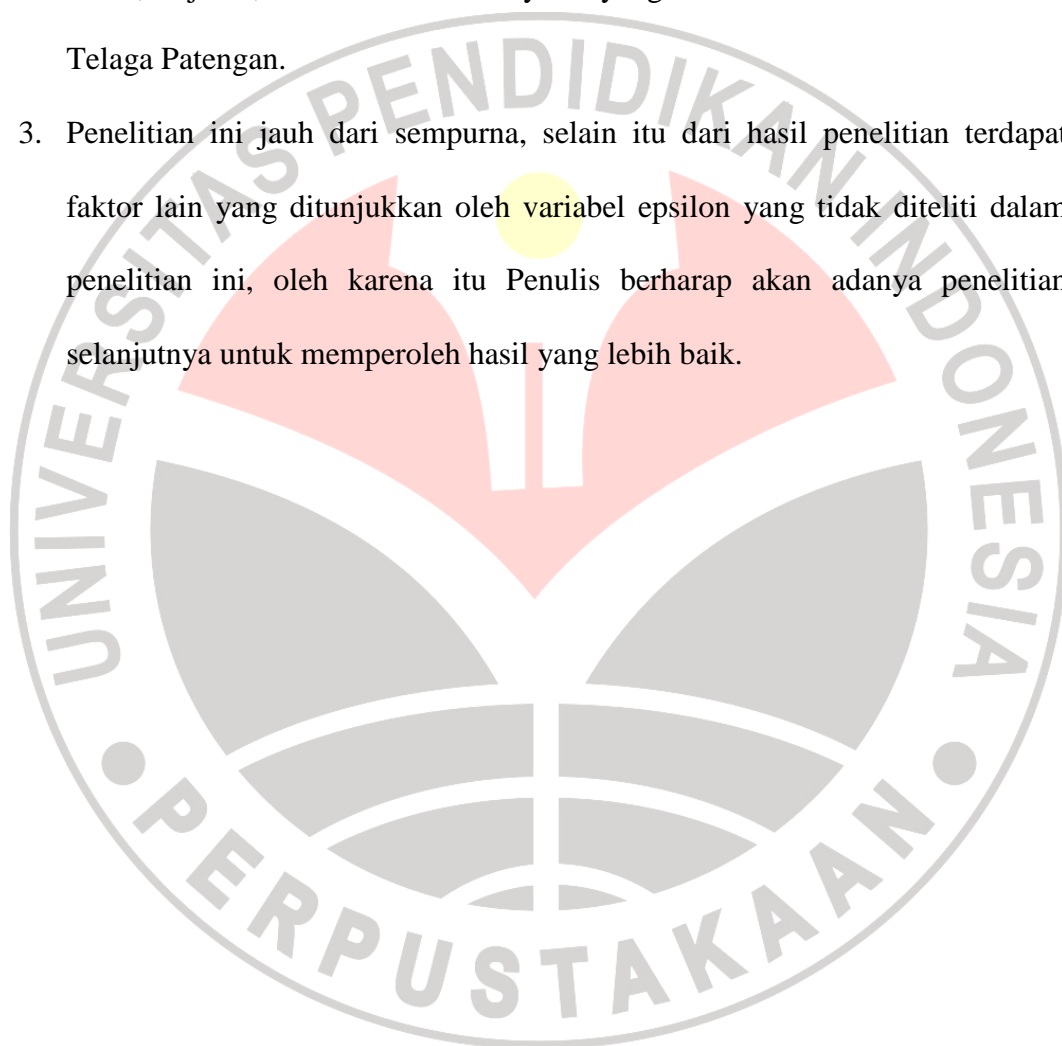 Telaga Patengan.
3. Penelitian ini jauh dari sempurna, selain itu dari hasil penelitian terdapat
faktor lain yang ditunjukkan oleh variabel epsilon yang tidak diteliti dalam
penelitian ini, oleh karena itu Penulis berharap akan adanya penelitian
selanjutnya untuk memperoleh hasil yang lebih baik.
UNIVERSITAS PENDIDIKAN INDONESIA
PERPUSTAKAAN